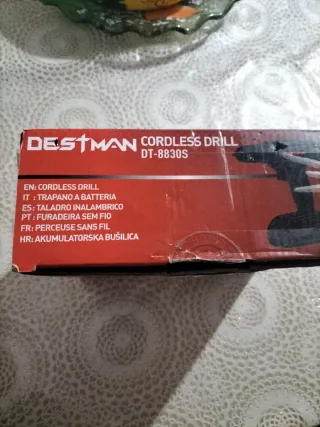 DESTMAN CORDLESS DRILL
DT-8830S
EN: CORDLESS DRILL
IT : TRAPANO A BATTERIA
ES: TALADRO INALAMBRICO
PT : FURADEIRA SEM FIO
FR: PERCEUSE SANS FIL
HR: AKUMULATORSKA BUŠILICA